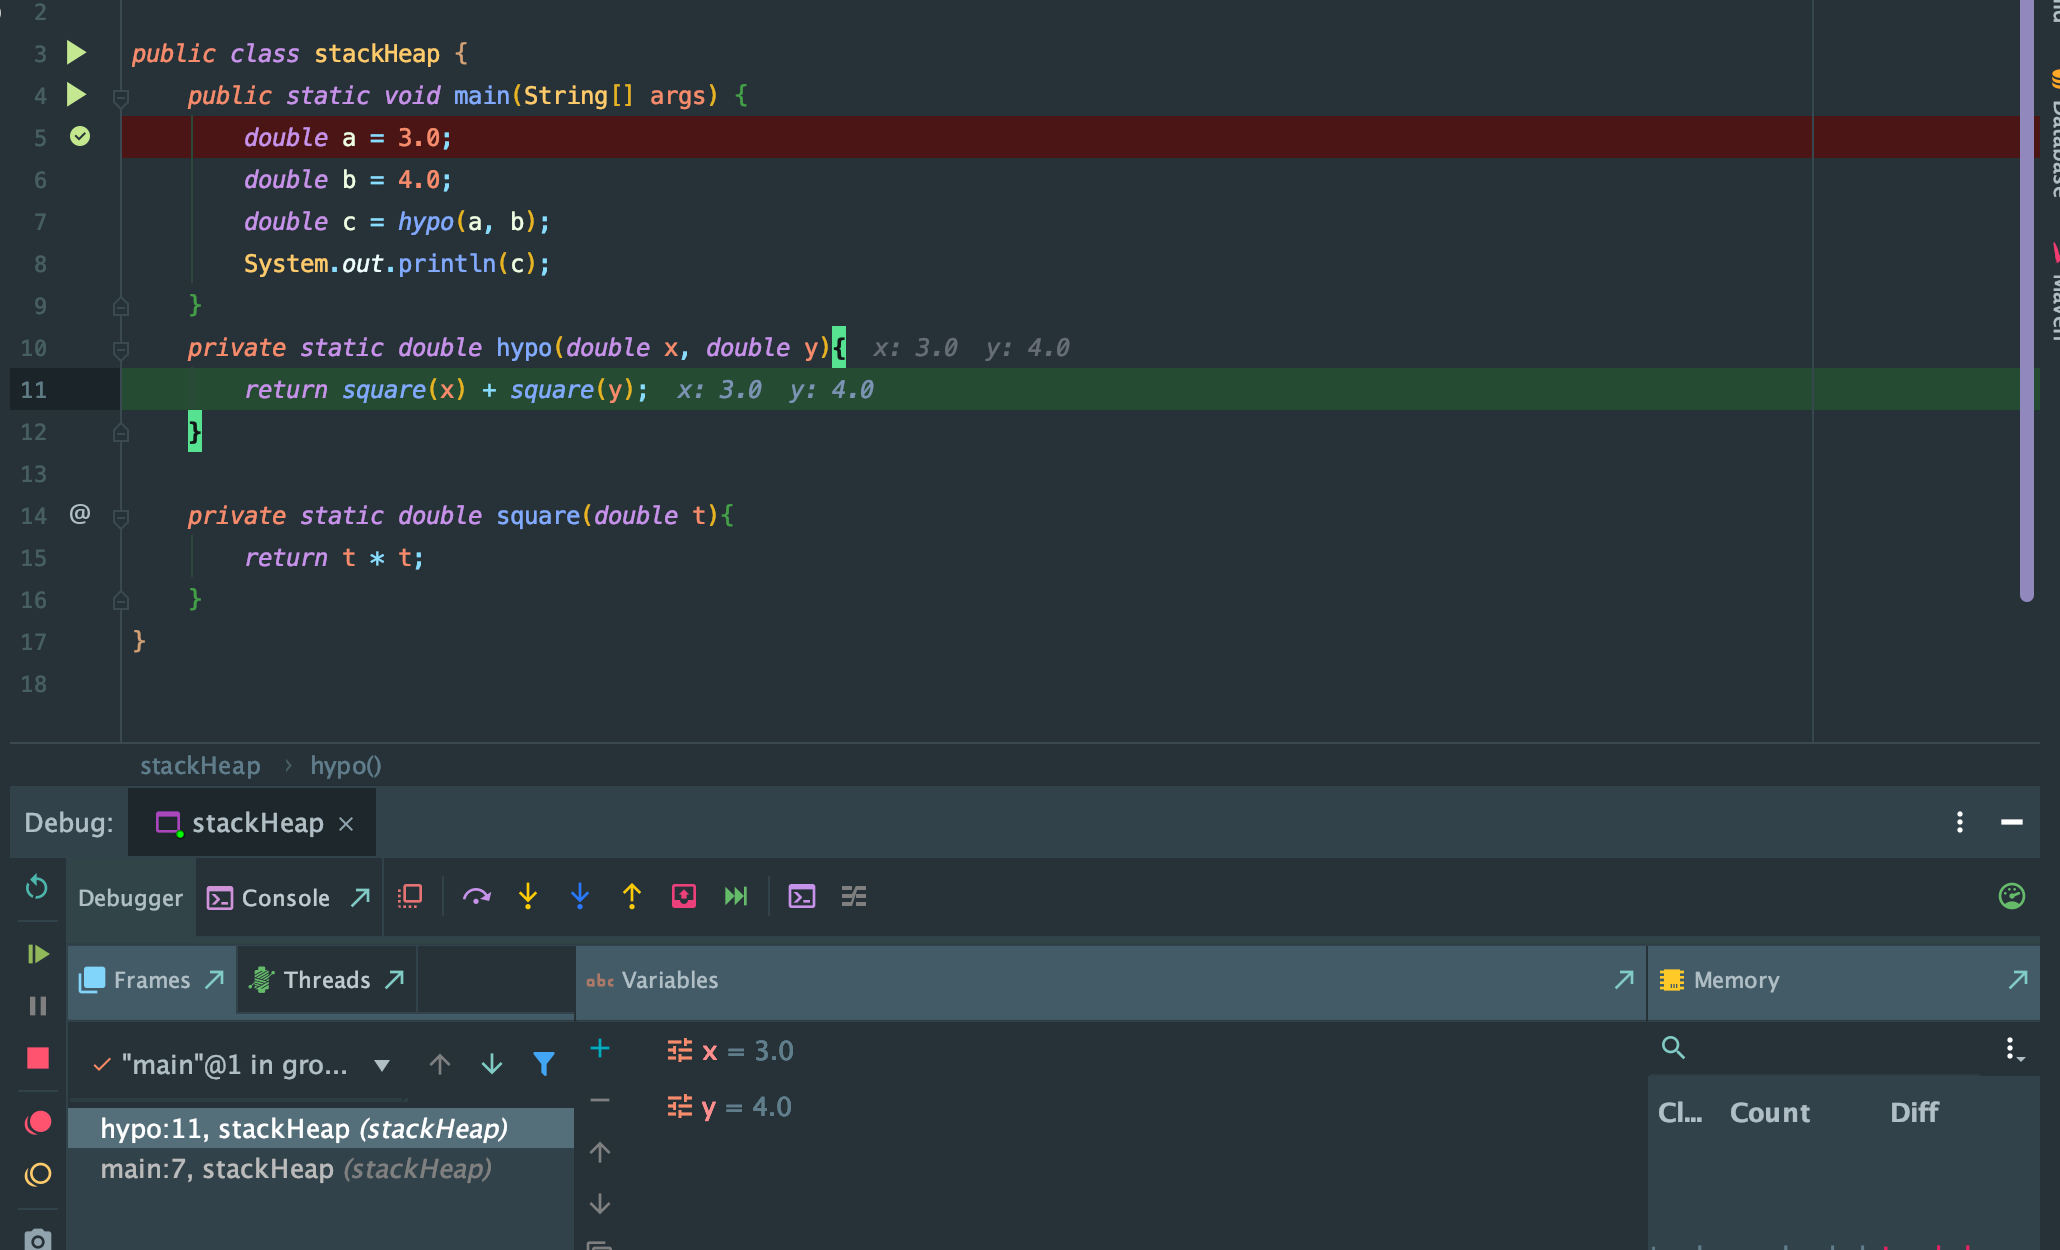 2
3 public class stackHeap {
4 public static void main(String[] args) {
5 double a = 3.0;
6 double b = 4.0;
7 double c = hypo(a, b);
8 System.out.println(c);
9 }
10 private static double hypo(double x, double y){ x: 3.0 y: 4.0
11 return square(x) + square(y); x: 3.0 y: 4.0
12 }
13
14 @ private static double square(double t){
15 return t * t;
16 }
17 }
18
Database
Maven
stackHeap › hypo()
Debug: stackHeap ×
Debugger Console
Frames Threads
abc Variables
Memory
"main"@1 in gro...
x = 3.0
y = 4.0
hypo:11, stackHeap (stackHeap)
main:7, stackHeap (stackHeap)
Cl... Count Diff